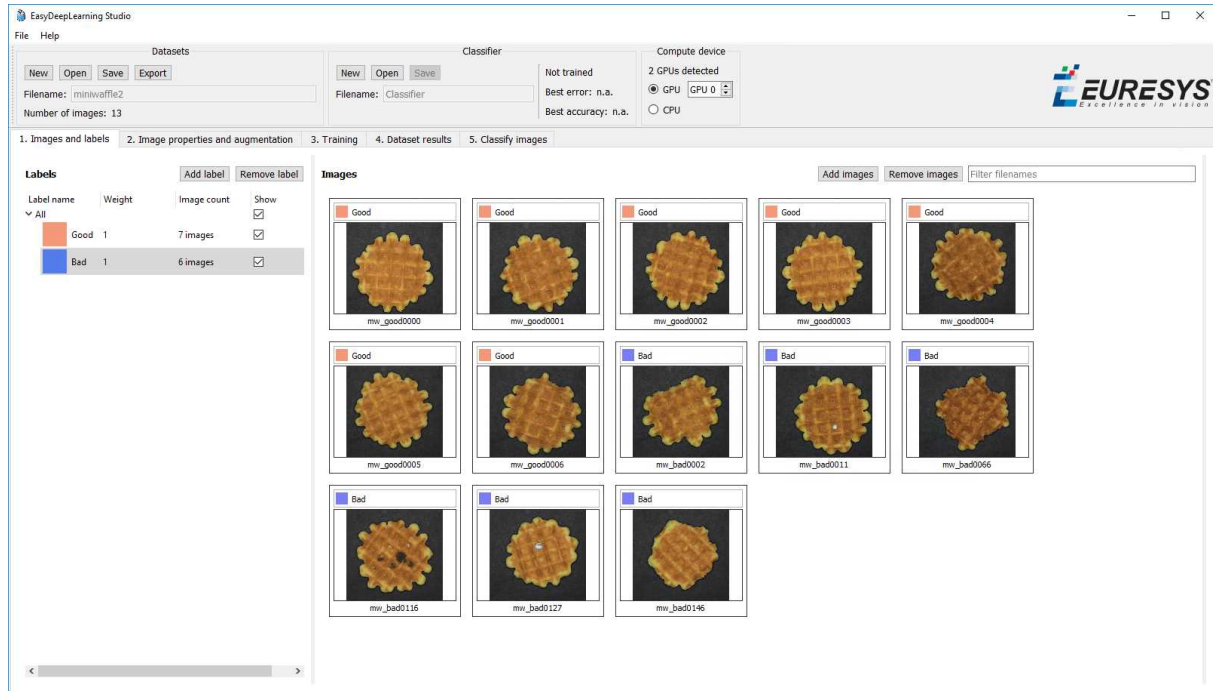 EasyDeepLearning Studio
File Help
Datasets
New Open Save Export
Filename: miniwaffle2
Number of images: 13
Classifier
New Open Save
Filename: Classifier
Not trained
Best error: n.a.
Best accuracy: n.a.
Compute device
2 GPUs detected
GPU GPU 0
CPU
EURESYS
Excellence in vision
1. Images and labels 2. Image properties and augmentation 3. Training 4. Dataset results 5. Classify images
Labels Add label Remove label
Label name Weight Image count Show
All
Good 1 7 images
Bad 1 6 images
Images Add images Remove images Filter filenames
Good Good Good Good Good
mw_good0000 mw_good0001 mw_good0002 mw_good0003 mw_good0004
Good Good Bad Bad Bad
mw_good0005 mw_good0006 mw_bad0002 mw_bad0011 mw_bad0066
Bad Bad Bad
mw_bad0116 mw_bad0127 mw_bad0146